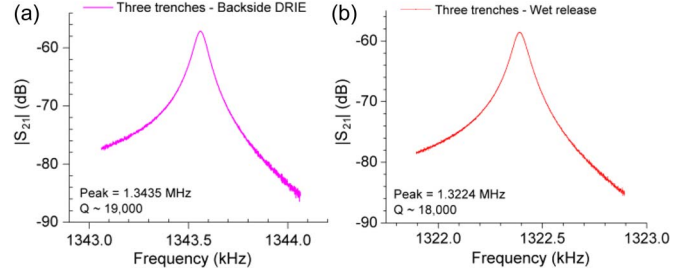 (a)
Three trenches - Backside DRIE
-60
-70
-80
-90
|S21| (dB)
Peak = 1.3435 MHz
Q ~ 19,000
1343.0
1343.5
1344.0
Frequency (kHz)
(b)
Three trenches - Wet release
-60
-70
-80
-90
|S21| (dB)
Peak = 1.3224 MHz
Q ~ 18,000
1322.0
1322.5
1323.0
Frequency (kHz)